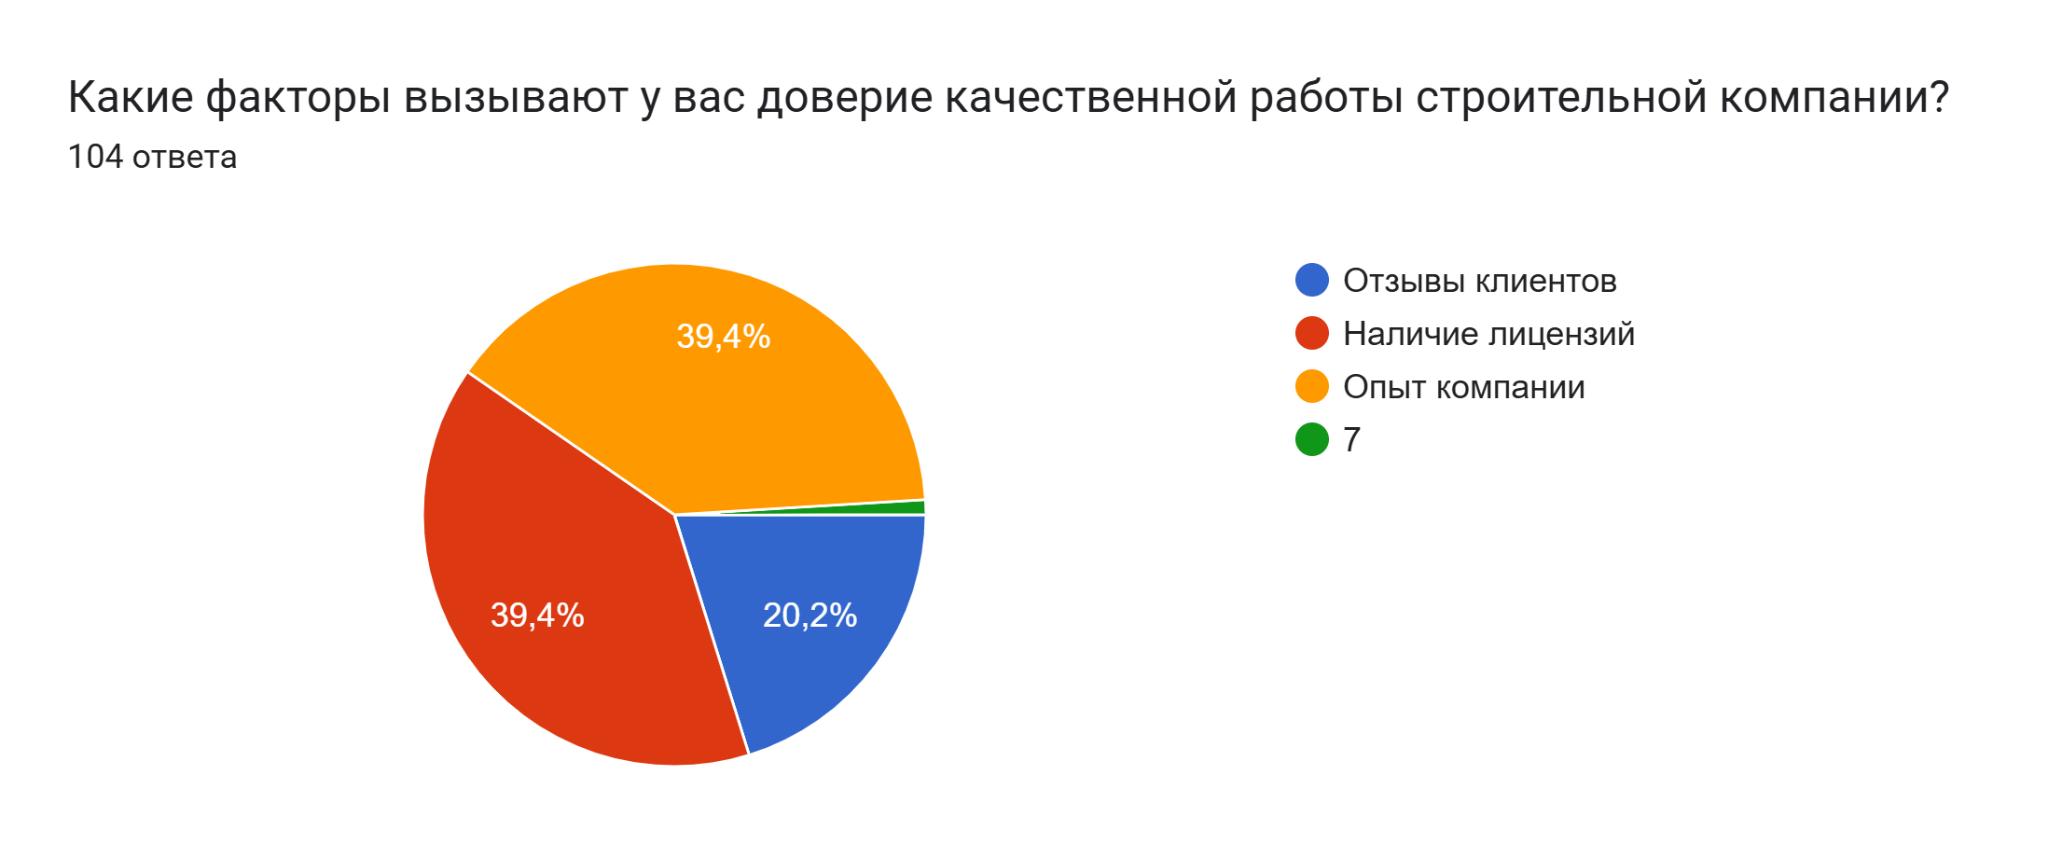 Какие факторы вызывают у вас доверие качественной работы строительной компании?
104 ответа
39,4%
39,4%
20,2%
Отзывы клиентов
Наличие лицензий
Опыт компании
7